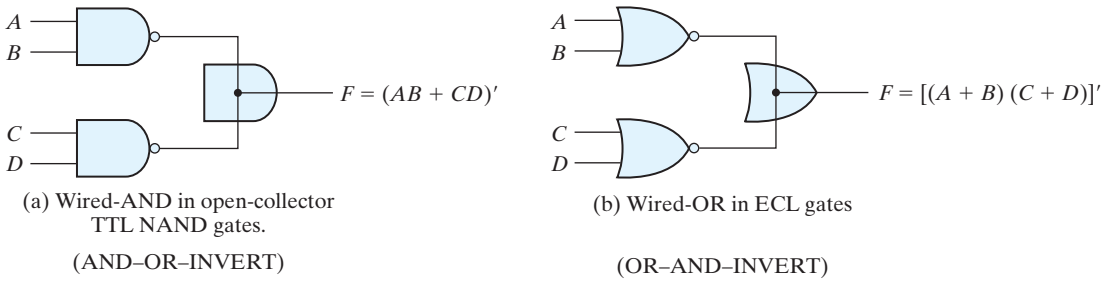 A
B
C
D
F = (AB + CD)′
(a) Wired-AND in open-collector
TTL NAND gates.
(AND–OR–INVERT)
A
B
C
D
F = [(A + B) (C + D)]′
(b) Wired-OR in ECL gates
(OR–AND–INVERT)